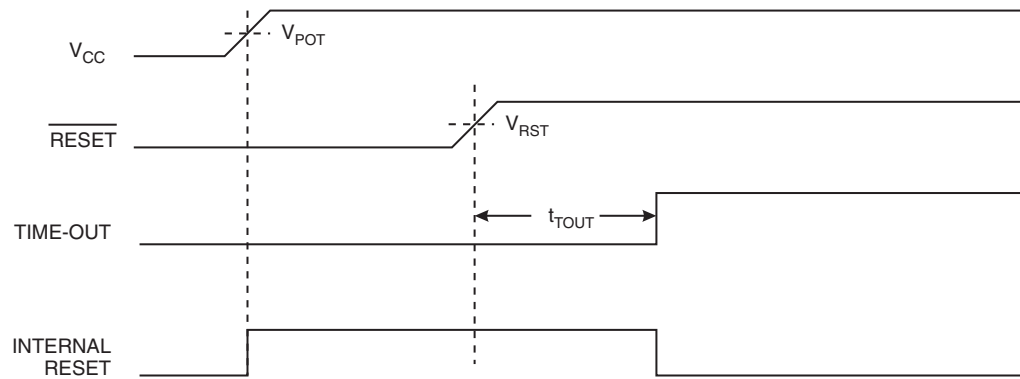 V_CC
V_POT
RESET
V_RST
TIME-OUT
t_TOUT
INTERNAL
RESET